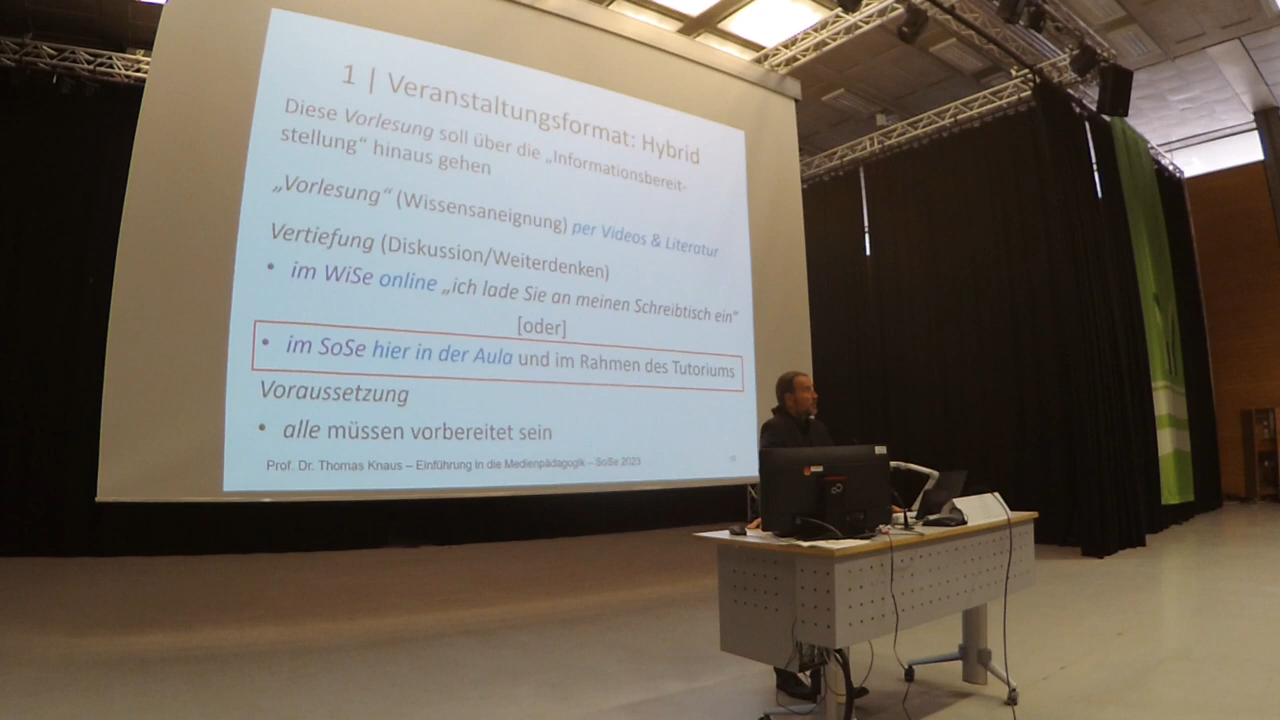 1 | Veranstaltungsformat: Hybrid
Diese Vorlesung soll über die „Informationsbereit-
stellung“ hinaus gehen
„Vorlesung“ (Wissensaneignung) per Videos & Literatur
Vertiefung (Diskussion/Weiterdenken)
• im WiSe online „ich lade Sie an meinen Schreibtisch ein“
[oder]
• im SoSe hier in der Aula und im Rahmen des Tutoriums
Voraussetzung
• alle müssen vorbereitet sein
Prof. Dr. Thomas Knaus – Einführung in die Medienpädagogik – SoSe 2023